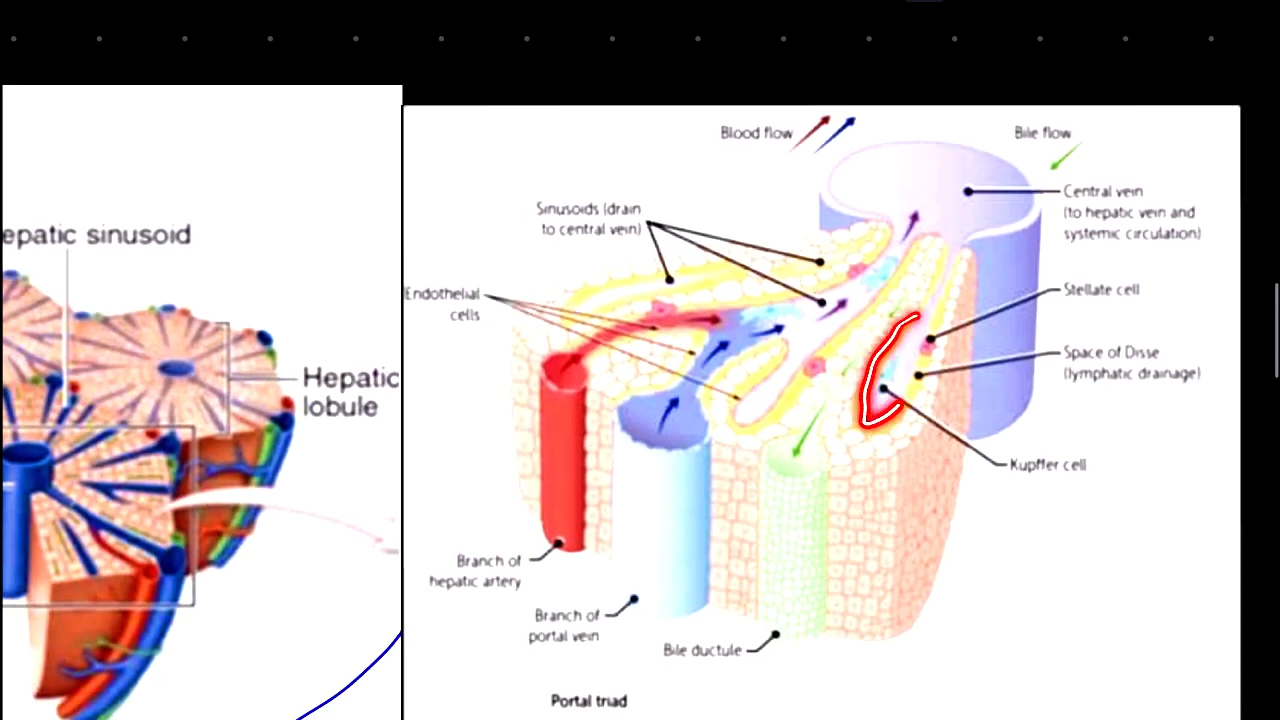 epatic sinusoid
Hepatic
lobule
Blood flow
Bile flow
Sinusoids (drain
to central vein)
Central vein
(to hepatic vein and
systemic circulation)
Endothelial
cells
Stellate cell
Space of Disse
(lymphatic drainage)
Kupffer cell
Branch of
hepatic artery
Branch of
portal vein
Bile ductule
Portal triad